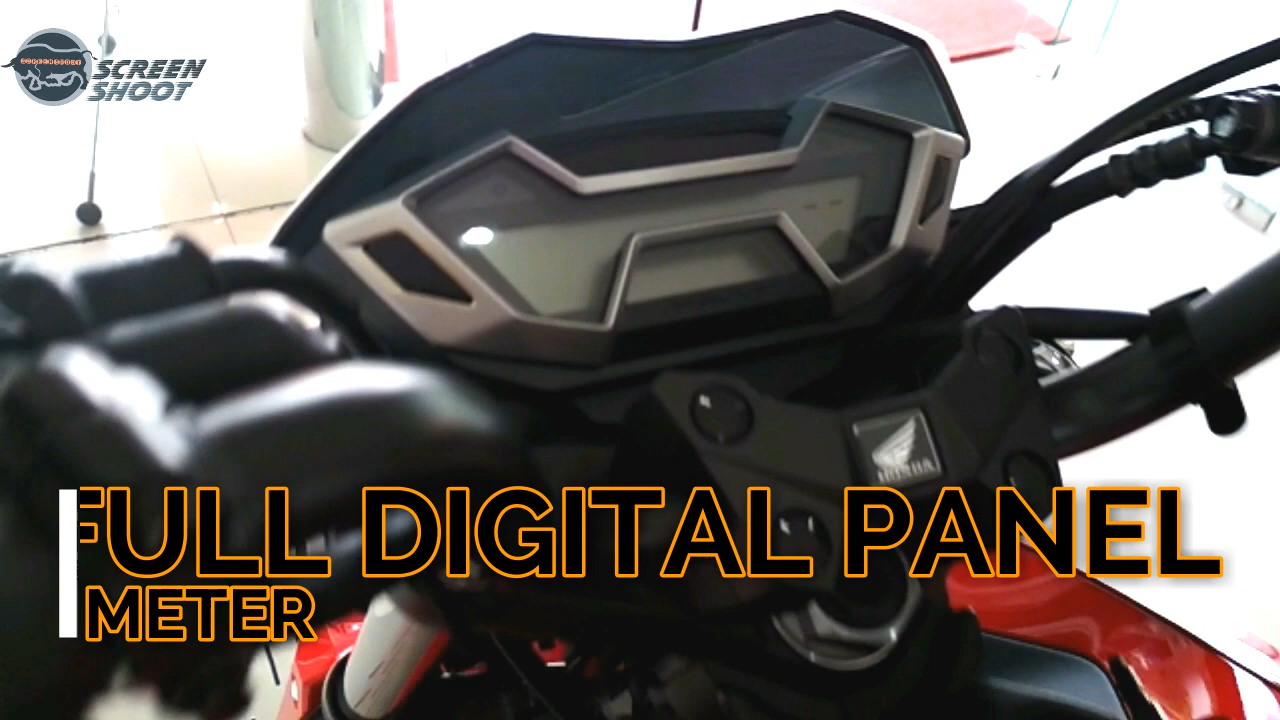 SCREEN
SHOOT
HONDA
FULL DIGITAL PANEL
METER